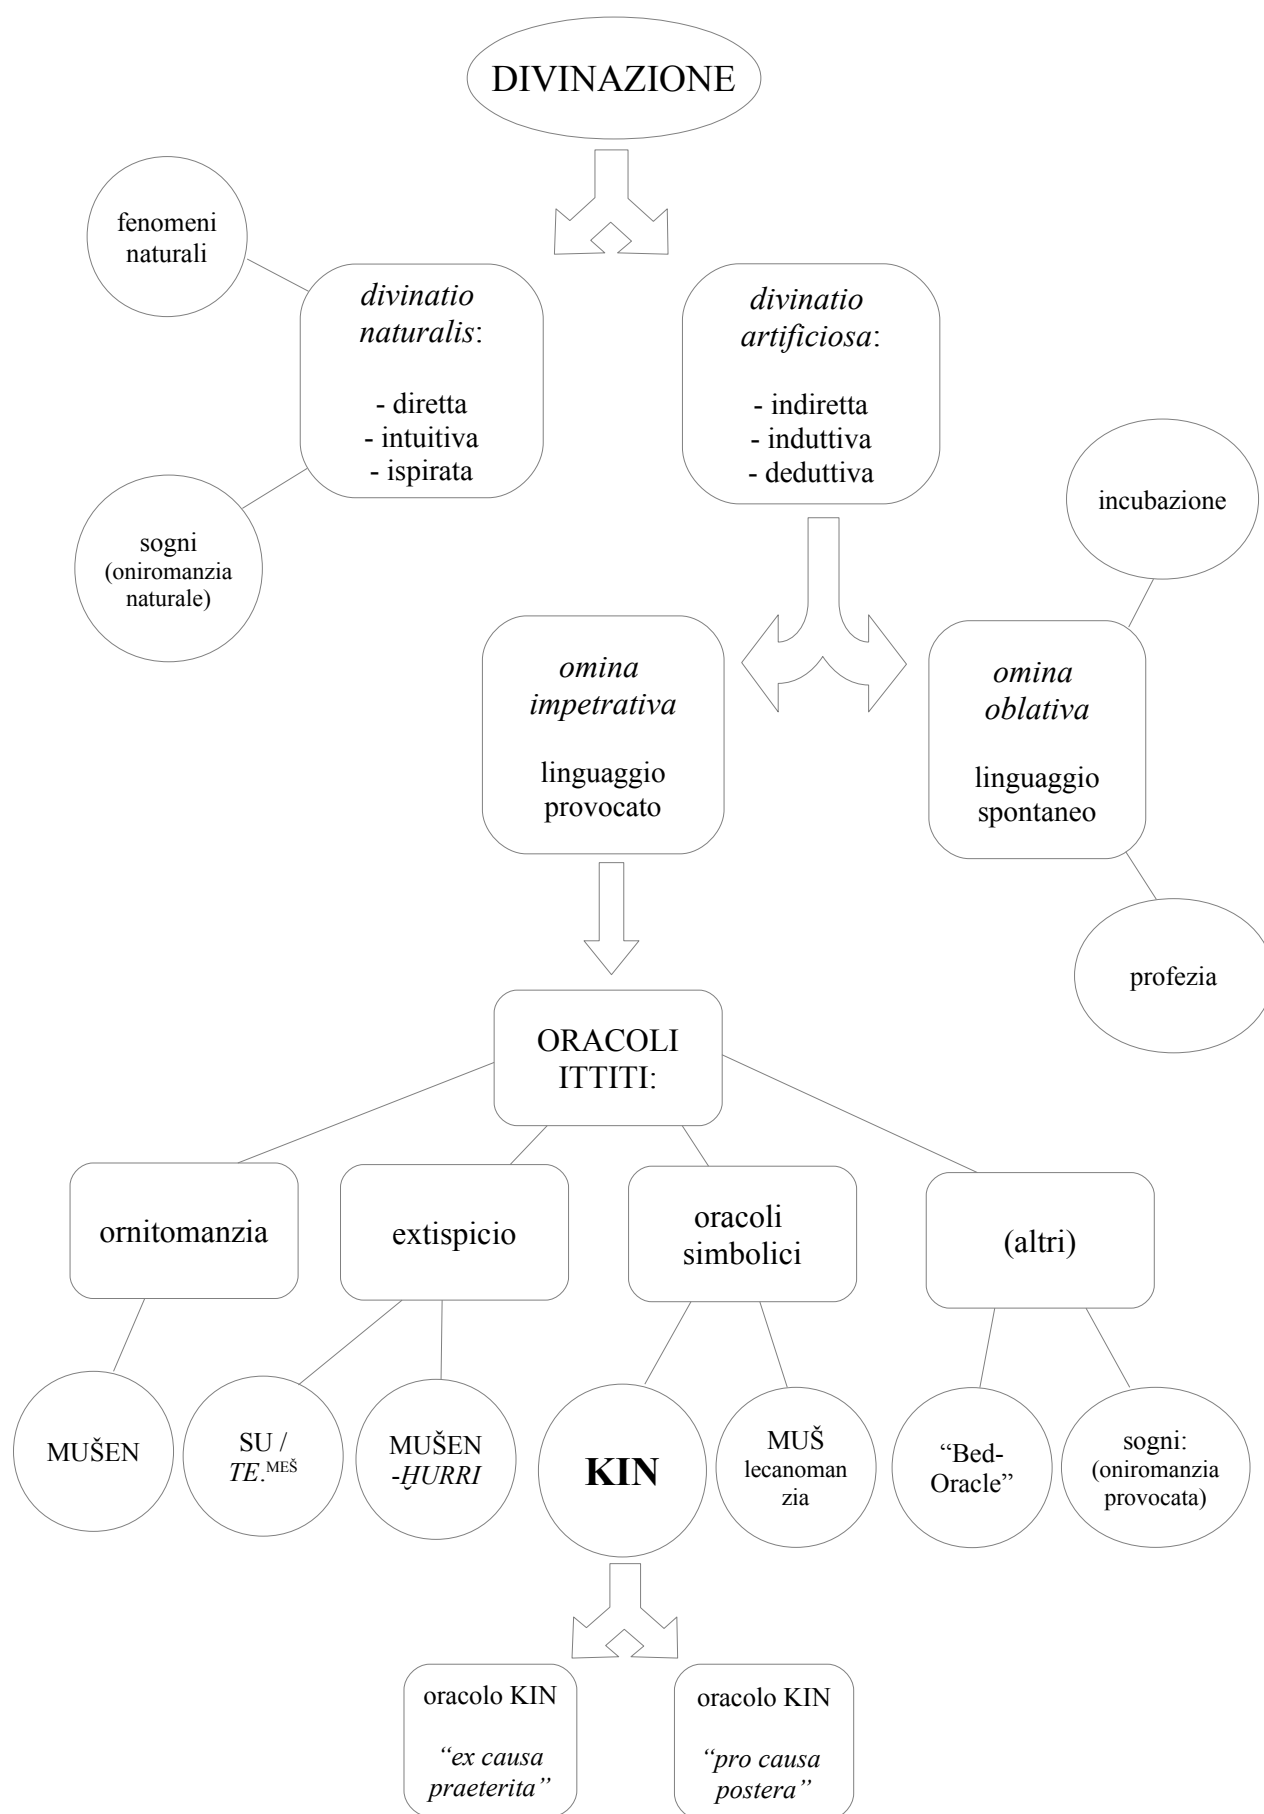 DIVINAZIONE
fenomeni
naturali
divinatio
naturalis:
- diretta
- intuitiva
- ispirata
divinatio
artificiosa:
- indiretta
- induttiva
- deduttiva
sogni
(oniromanzia
naturale)
incubazione
omina
impetrativa
linguaggio
provocato
omina
oblativa
linguaggio
spontaneo
profezia
ORACOLI
ITTITI:
ornitomanzia
extispicio
oracoli
simbolici
(altri)
MUŠEN
SU /
TE.ᴹᴱŠ
MUŠEN
-ḪURRI
KIN
MUŠ
lecanoman
zia
“Bed-
Oracle”
sogni:
(oniromanzia
provocata)
oracolo KIN
“ex causa
praeterita”
oracolo KIN
“pro causa
postera”